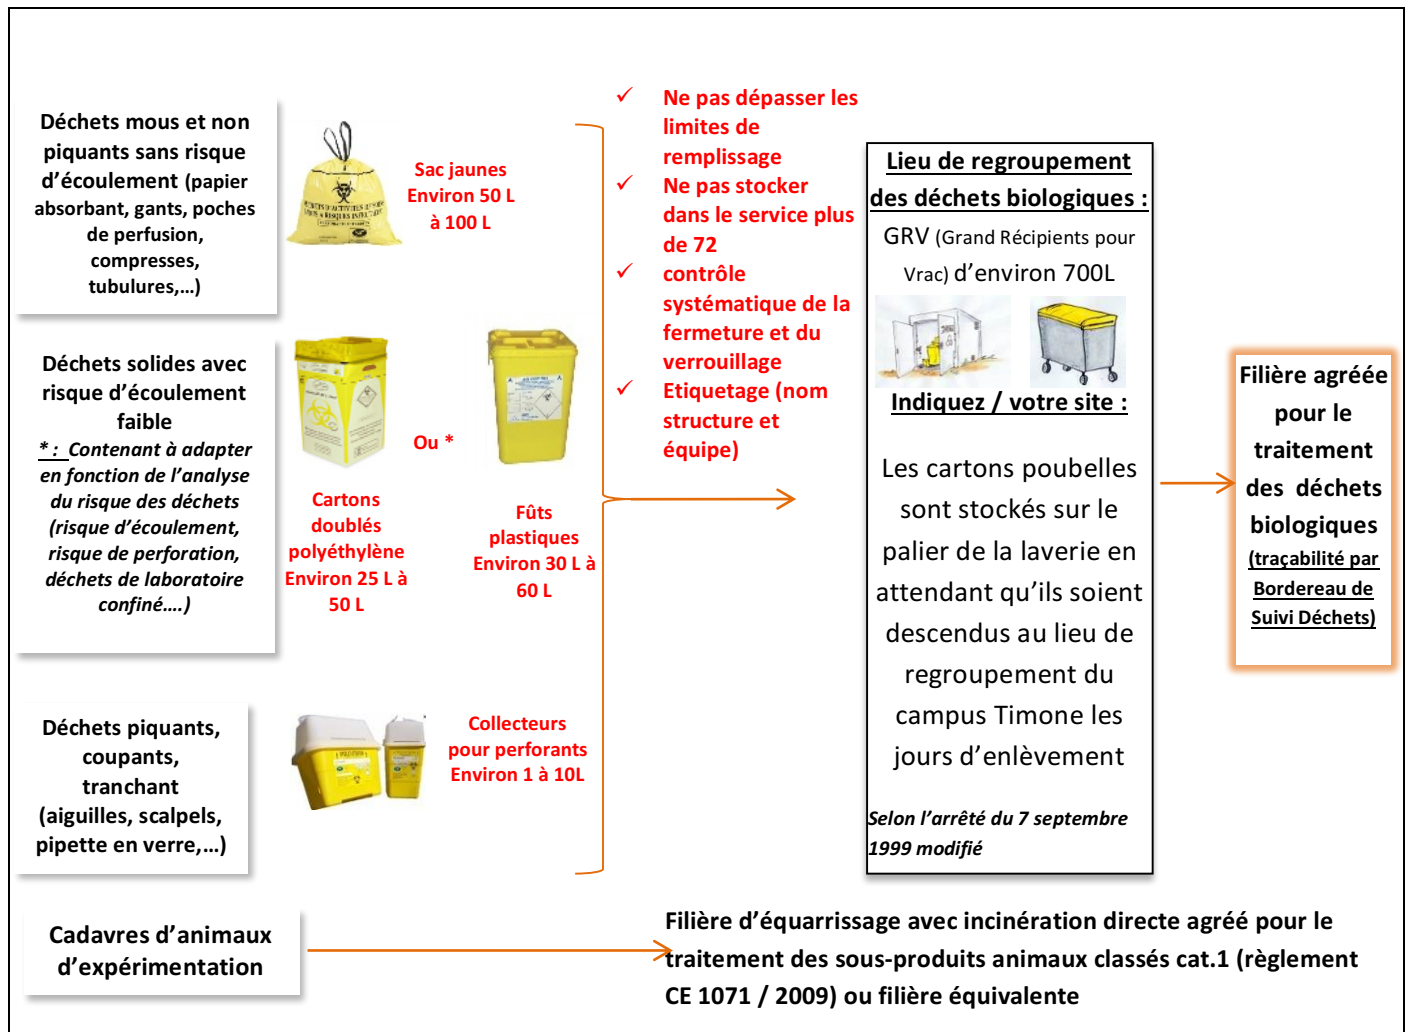 Déchets mous et non
piquants sans risque
d’écoulement (papier
absorbant, gants, poches
de perfusion,
compresses,
tubulures,…)
Sac jaunes
Environ 50 L
à 100 L
Déchets solides avec
risque d’écoulement
faible
* : Contenant à adapter
en fonction de l’analyse
du risque des déchets
(risque d’écoulement,
risque de perforation,
déchets de laboratoire
confiné….)
Cartons
doublés
polyéthylène
Environ 25 L à
50 L
Ou *
Fûts
plastiques
Environ 30 L à
60 L
Déchets piquants,
coupants,
tranchant
(aiguilles, scalpels,
pipette en verre,…)
Collecteurs
pour perforants
Environ 1 à 10L
✓ Ne pas dépasser les
limites de
remplissage
✓ Ne pas stocker
dans le service plus
de 72
✓ contrôle
systématique de la
fermeture et du
verrouillage
✓ Etiquetage (nom
structure et
équipe)
Lieu de regroupement
des déchets biologiques :
GRV (Grand Récipients pour
Vrac) d’environ 700L
Indiquez / votre site :
Les cartons poubelles
sont stockés sur le
palier de la laverie en
attendant qu’ils soient
descendus au lieu de
regroupement du
campus Timone les
jours d’enlèvement
Selon l’arrêté du 7 septembre
1999 modifié
Filière agréée
pour le
traitement
des déchets
biologiques
(traçabilité par
Bordereau de
Suivi Déchets)
Cadavres d’animaux
d’expérimentation
Filière d’équarrissage avec incinération directe agréé pour le
traitement des sous-produits animaux classés cat.1 (règlement
CE 1071 / 2009) ou filière équivalente